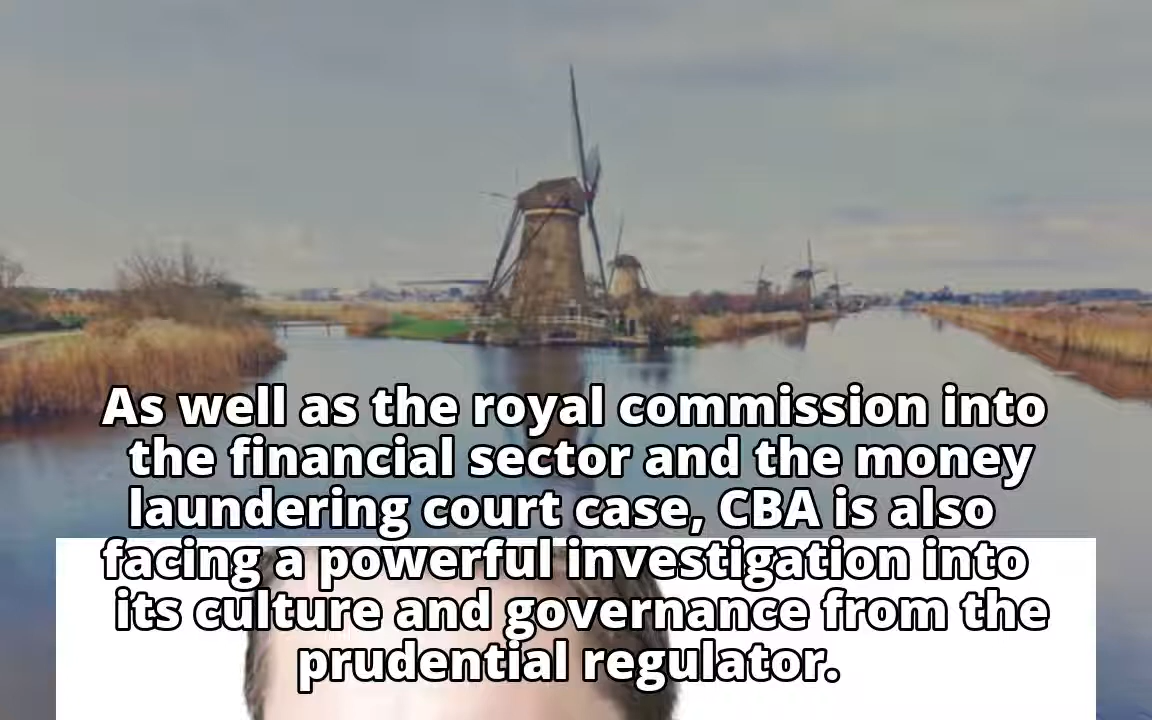 As well as the royal commission into
the financial sector and the money
laundering court case, CBA is also
facing a powerful investigation into
its culture and governance from the
prudential regulator.